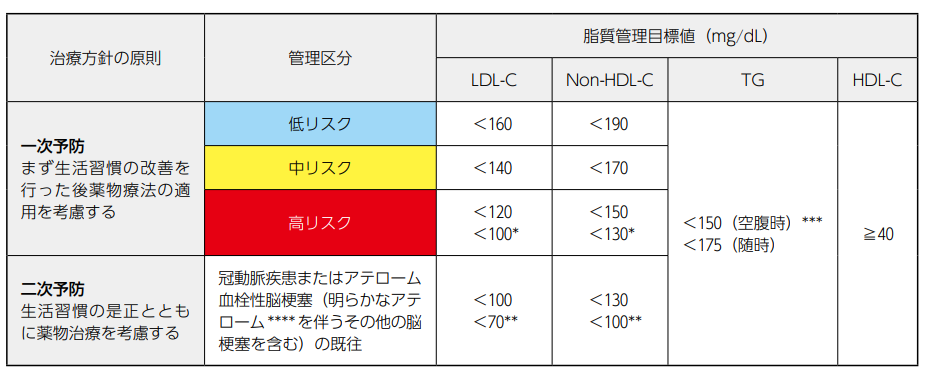 治療方針の原則
管理区分
脂質管理目標値（mg/dL）
LDL-C
Non-HDL-C
TG
HDL-C
一次予防
まず生活習慣の改善を
行った後薬物療法の適
用を考慮する
低リスク
＜160
＜190
中リスク
＜140
＜170
高リスク
＜120
＜100*
＜150
＜130*
＜150（空腹時）***
＜175（随時）
≧40
二次予防
生活習慣の是正ととも
に薬物治療を考慮する
冠動脈疾患またはアテローム
血栓性脳梗塞（明らかなアテ
ローム****を伴うその他の脳
梗塞を含む）の既往
＜100
＜70**
＜130
＜100**